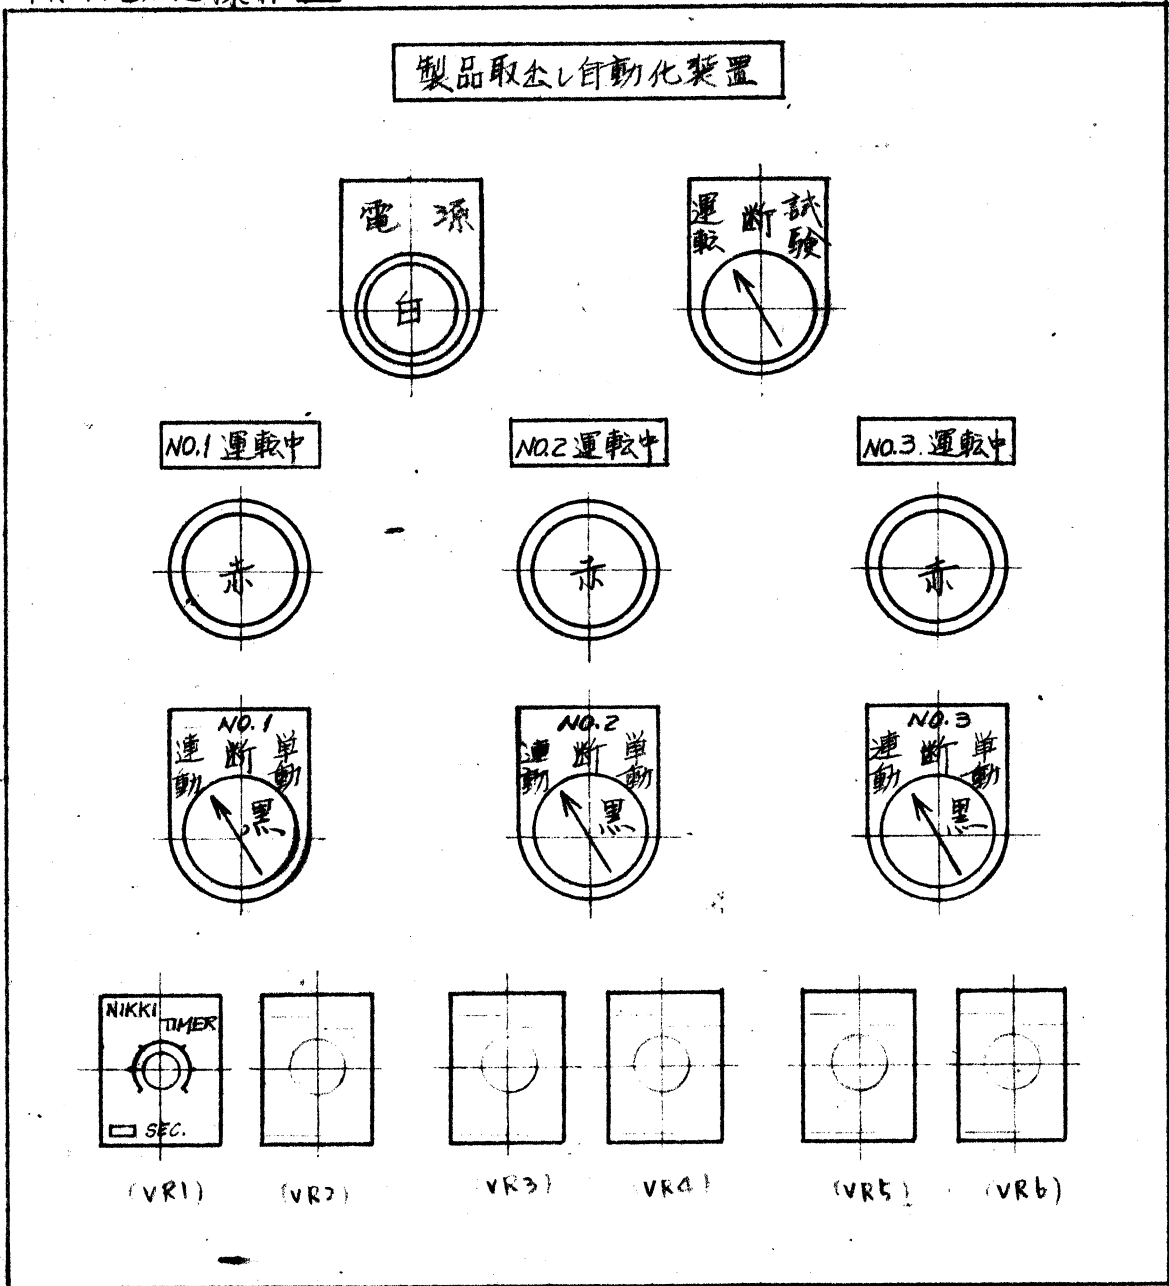 製品取出し自動化装置
電源
運転 断 試験
白
NO.1 運転中
NO.2 運転中
NO.3. 運転中
赤
赤
赤
NO.1
連動 断 単動
黒
NO.2
連動 断 単動
黒
NO.3
連動 断 単動
黒
NIKKI
TIMER
SEC.
(VR1)
(VR2)
(VR3)
(VR4)
(VR5)
(VR6)